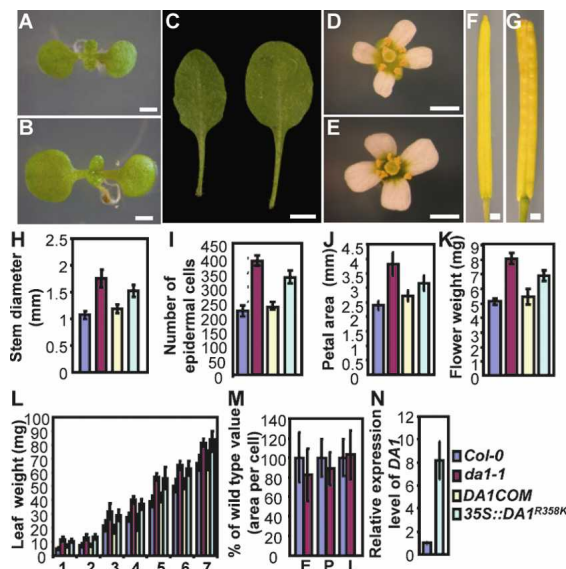 A
B
C
D
E
F
G
H
Stem diameter (mm)
2.5
2
1.5
1
0.5
0
I
Number of epidermal cells
450
400
350
300
250
200
150
100
50
0
J
Petal area (mm)
4.5
4
3.5
3
2.5
2
1.5
1
0.5
0
K
Flower weight (mg)
9
8
7
6
5
4
3
2
1
0
L
Leaf weight (mg)
100
90
80
70
60
50
40
30
20
10
0
1 2 3 4 5 6 7
M
% of wild type value (area per cell)
140
120
100
80
60
40
20
0
E P L
N
Relative expression level of DA1
10
8
6
4
2
0
Col-0
da1-1
DA1COM
35S::DA1R358K